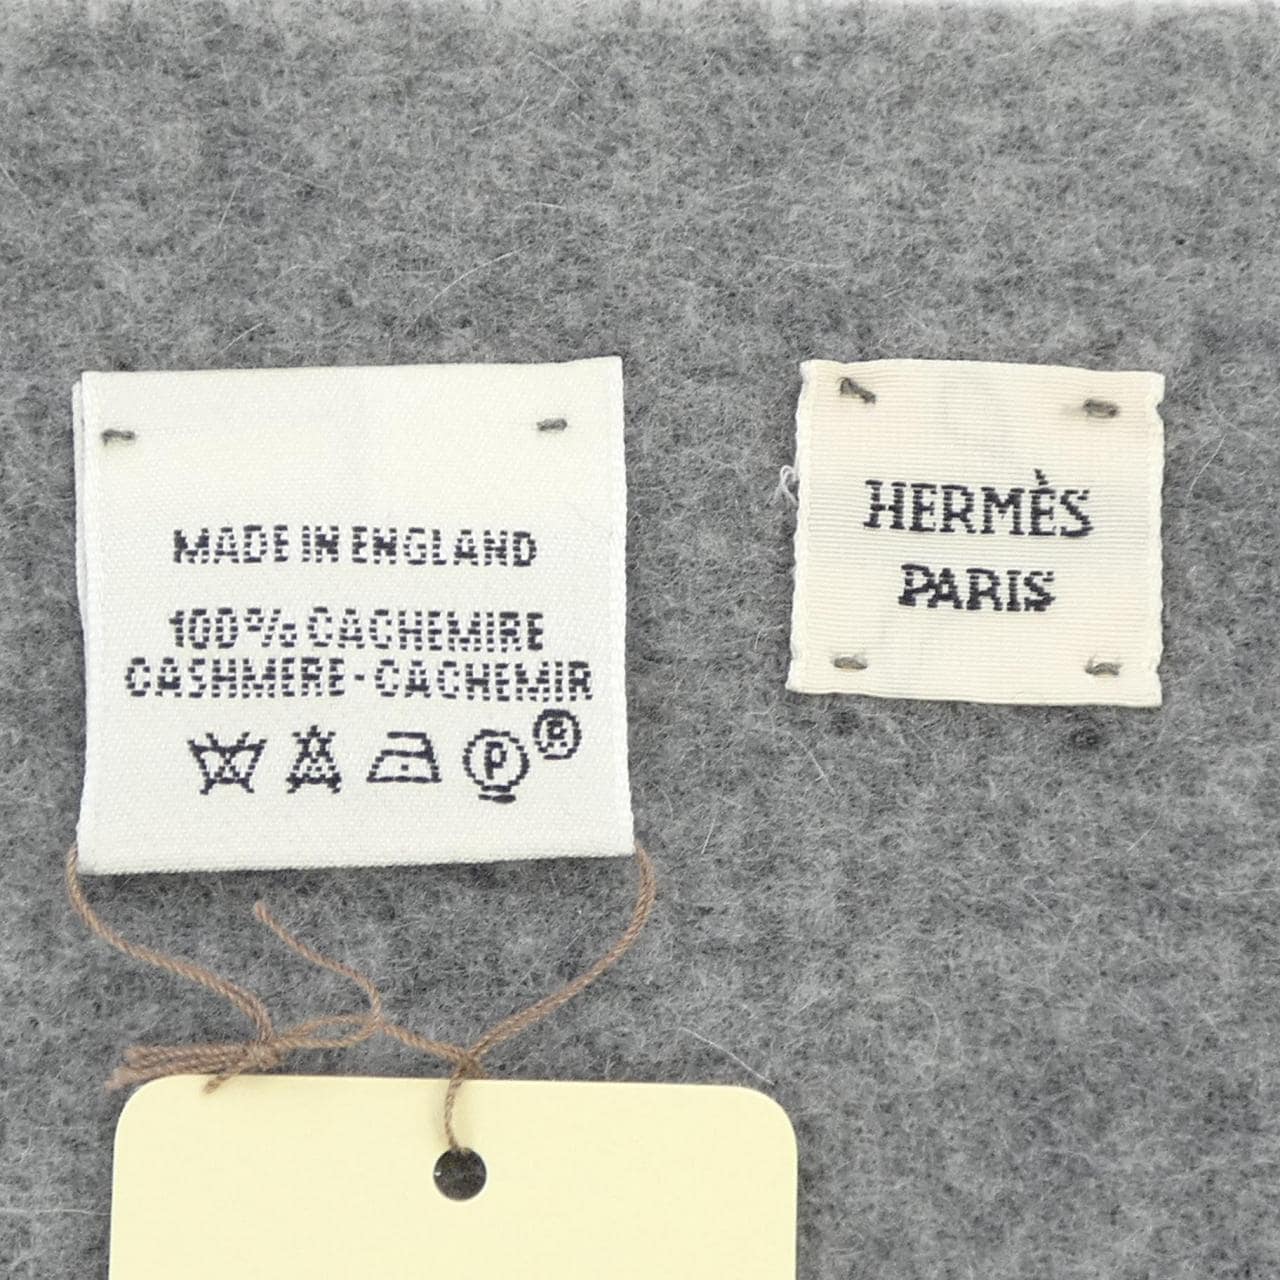 MADE IN ENGLAND
100% CACHEMIRE
CASHMERE-CACHEMIR
P ®
HERMÈS
PARIS